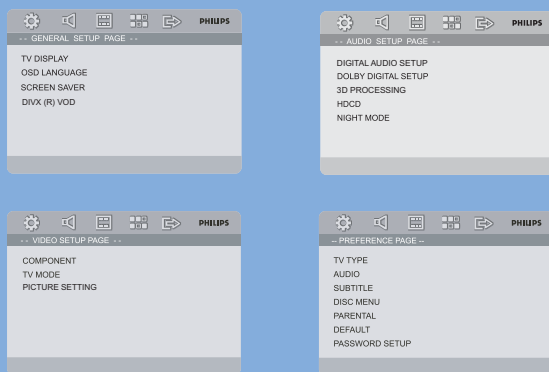 PHILIPS
- - GENERAL SETUP PAGE - -
TV DISPLAY
OSD LANGUAGE
SCREEN SAVER
DIVX (R) VOD
PHILIPS
- - AUDIO SETUP PAGE - -
DIGITAL AUDIO SETUP
DOLBY DIGITAL SETUP
3D PROCESSING
HDCD
NIGHT MODE
PHILIPS
- - VIDEO SETUP PAGE - -
COMPONENT
TV MODE
PICTURE SETTING
PHILIPS
-- PREFERENCE PAGE --
TV TYPE
AUDIO
SUBTITLE
DISC MENU
PARENTAL
DEFAULT
PASSWORD SETUP